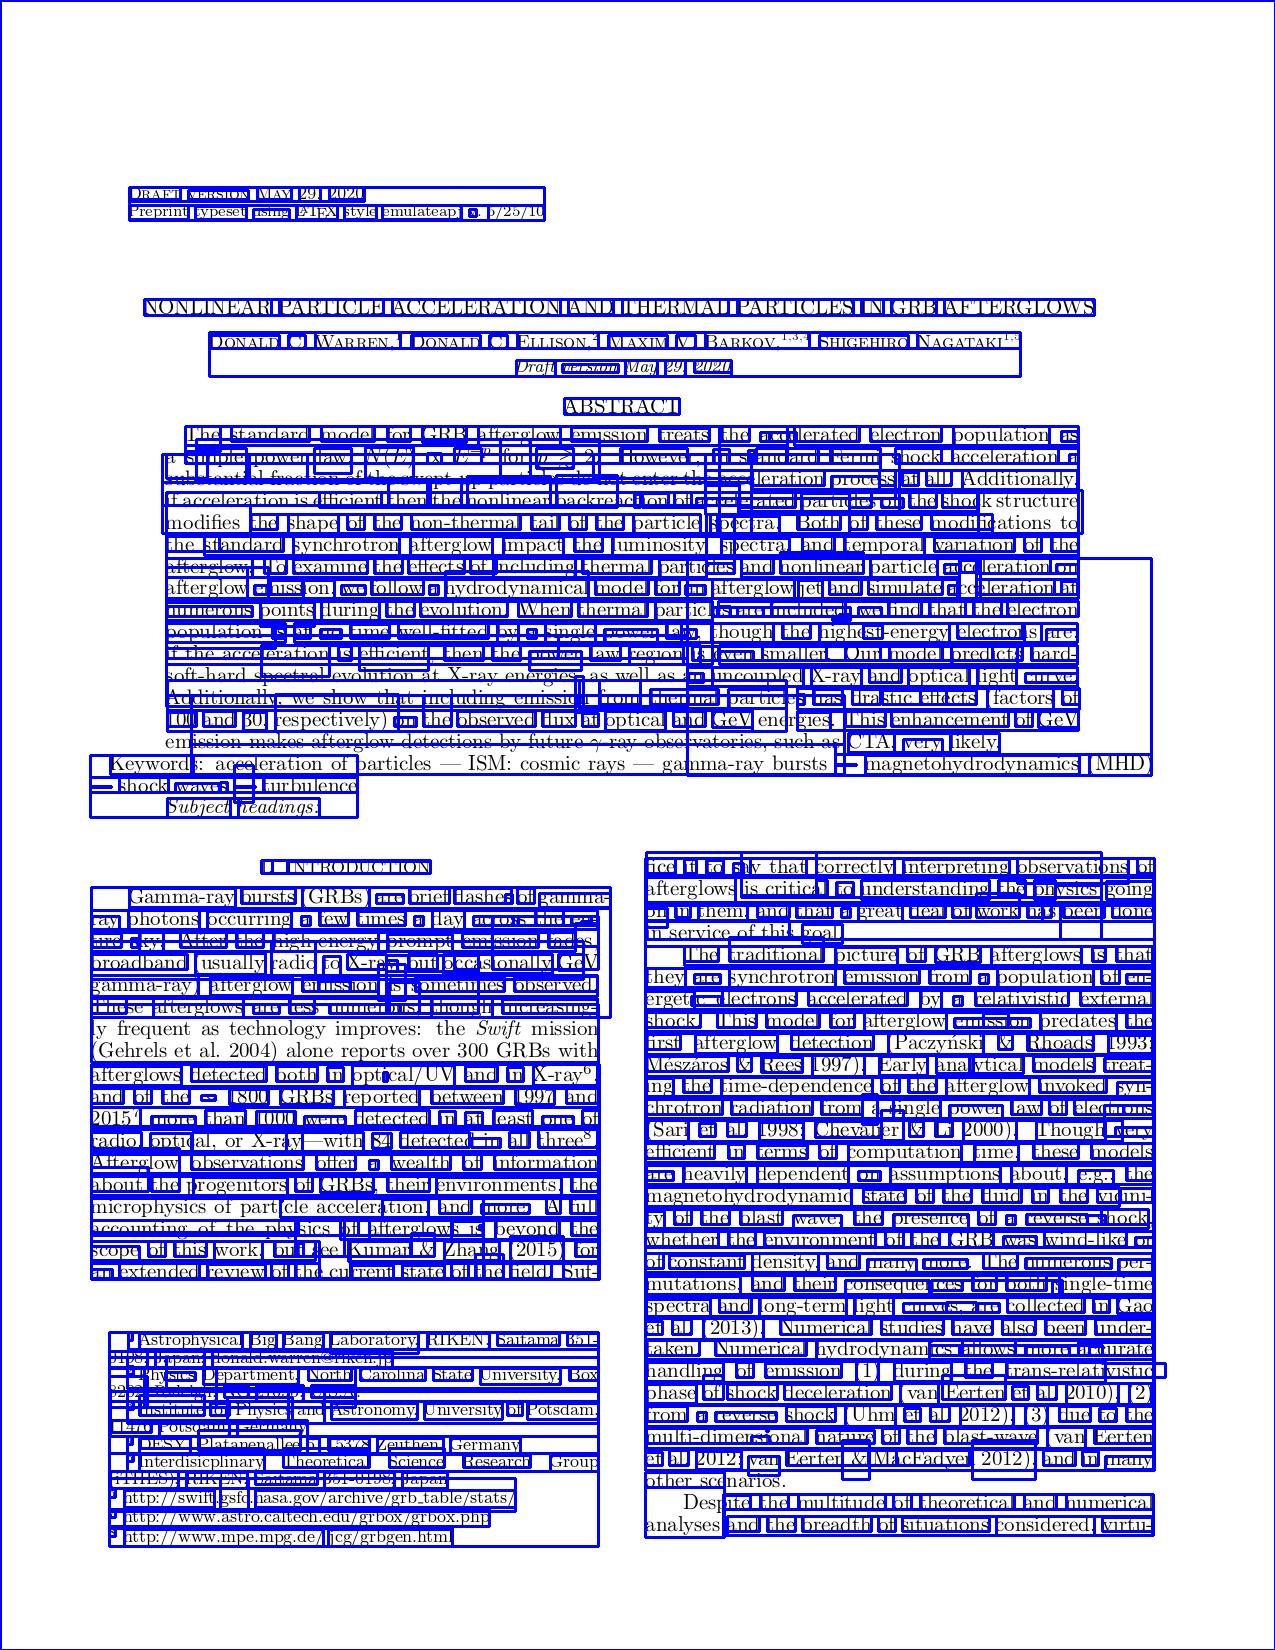 Draft version May 29, 2020
Preprint typeset using LATEX style emulateapj v. 5/25/10
NONLINEAR PARTICLE ACCELERATION AND THERMAL PARTICLES IN GRB AFTERGLOWS
Donald C. Warren,1 Donald C. Ellison,2 Maxim V. Barkov,1,3,4 Shigehiro Nagataki1,5
Draft version May 29, 2020
ABSTRACT
The standard model for GRB afterglow emission treats the accelerated electron population as
a simple power law, N(E) ∝ E−p for p ≳ 2. However, in standard Fermi shock acceleration a
substantial fraction of the swept-up particles do not enter the acceleration process at all. Additionally,
if acceleration is efficient then the nonlinear backreaction of accelerated particles on the shock structure
modifies the shape of the non-thermal tail of the particle spectra. Both of these modifications to
the standard synchrotron afterglow impact the luminosity, spectra, and temporal variation of the
afterglow. To examine the effects of including thermal particles and nonlinear particle acceleration on
afterglow emission, we follow a hydrodynamical model for an afterglow jet and simulate acceleration at
numerous points during the evolution. When thermal particles are included, we find that the electron
population is at no time well-fitted by a single power law, though the highest-energy electrons are;
if the acceleration is efficient, then the power law region is even smaller. Our model predicts hard-
soft-hard spectral evolution at X-ray energies, as well as an uncoupled X-ray and optical light curve.
Additionally, we show that including emission from thermal particles has drastic effects (factors of
100 and 30, respectively) on the observed flux at optical and GeV energies. This enhancement of GeV
emission makes afterglow detections by future γ-ray observatories, such as CTA, very likely.
Keywords: acceleration of particles — ISM: cosmic rays — gamma-ray bursts — magnetohydrodynamics (MHD)
— shock waves — turbulence
Subject headings:
1. INTRODUCTION
Gamma-ray bursts (GRBs) are brief flashes of gamma-
ray photons occurring a few times a day across the en-
tire sky. After the high-energy prompt emission fades,
broadband (usually radio to X-ray, but occasionally GeV
gamma-ray) afterglow emission is sometimes observed.
These afterglows are less numerous, though increasing-
ly frequent as technology improves: the Swift mission
(Gehrels et al. 2004) alone reports over 300 GRBs with
afterglows detected both in optical/UV and in X-ray6,
and of the ∼ 1800 GRBs reported between 1997 and
20157 more than 1000 were detected in at least one of
radio, optical, or X-ray—with 84 detected in all three8.
Afterglow observations offer a wealth of information
about the progenitors of GRBs, their environments, the
microphysics of particle acceleration, and more. A full
accounting of the physics of afterglows is beyond the
scope of this work, but see Kumar & Zhang (2015) for
an extended review of the current state of the field. Suf-
1 Astrophysical Big Bang Laboratory, RIKEN, Saitama 351-
0198, Japan; donald.warren@riken.jp
2 Physics Department, North Carolina State University, Box
8202, Raleigh, NC 27695, U.S.A.
3 Institute of Physics and Astronomy, University of Potsdam,
14476 Potsdam, Germany
4 DESY, Platanenallee 6, 15378 Zeuthen, Germany
5 Interdisicplinary Theoretical Science Research Group
(iTHES), RIKEN, Saitama 351-0198, Japan
6 http://swift.gsfc.nasa.gov/archive/grb_table/stats/
7 http://www.astro.caltech.edu/grbox/grbox.php
8 http://www.mpe.mpg.de/~jcg/grbgen.html
fice it to say that correctly interpreting observations of
afterglows is critical to understanding the physics going
on in them, and that a great deal of work has been done
in service of this goal.
The traditional picture of GRB afterglows is that
they are synchrotron emission from a population of en-
ergetic electrons accelerated by a relativistic external
shock. This model for afterglow emission predates the
first afterglow detection (Paczyński & Rhoads 1993;
Mészáros & Rees 1997). Early analytical models treat-
ing the time-dependence of the afterglow invoked syn-
chrotron radiation from a single power law of electrons
(Sari et al. 1998; Chevalier & Li 2000). Though very
efficient in terms of computation time, these models
are heavily dependent on assumptions about, e.g., the
magnetohydrodynamic state of the fluid in the vicini-
ty of the blast wave, the presence of a reverse shock,
whether the environment of the GRB was wind-like or
of constant density, and many more. The numerous per-
mutations, and their consequences for both single-time
spectra and long-term light curves, are collected in Gao
et al. (2013). Numerical studies have also been under-
taken. Numerical hydrodynamics allows more accurate
handling of emission (1) during the trans-relativistic
phase of shock deceleration (van Eerten et al. 2010), (2)
from a reverse shock (Uhm et al. 2012), (3) due to the
multi-dimensional nature of the blast-wave (van Eerten
et al. 2012; van Eerten & MacFadyen 2012), and in many
other scenarios.
Despite the multitude of theoretical and numerical
analyses and the breadth of situations considered, virtu-